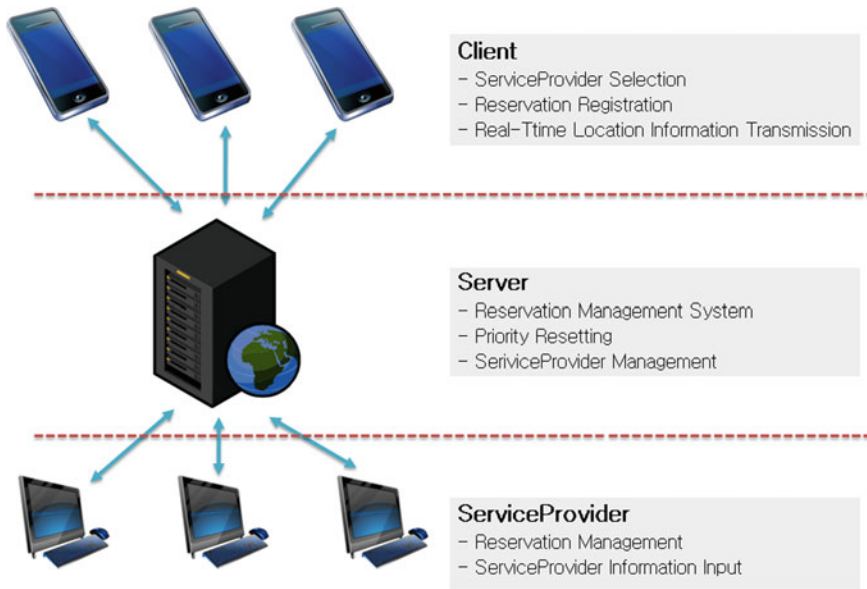 Client
- ServiceProvider Selection
- Reservation Registration
- Real-Ttime Location Information Transmission
Server
- Reservation Management System
- Priority Resetting
- SeriviceProvider Management
ServiceProvider
- Reservation Management
- ServiceProvider Information Input